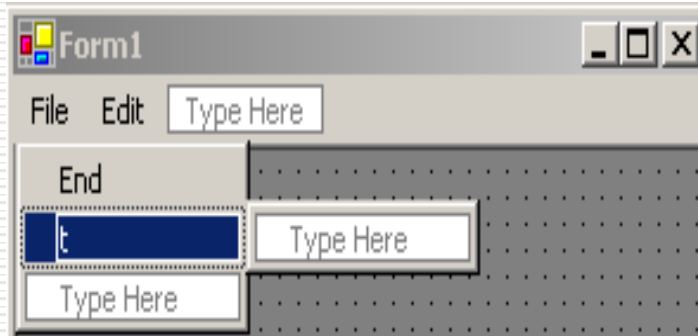 Form1
File Edit Type Here
End
t Type Here
Type Here